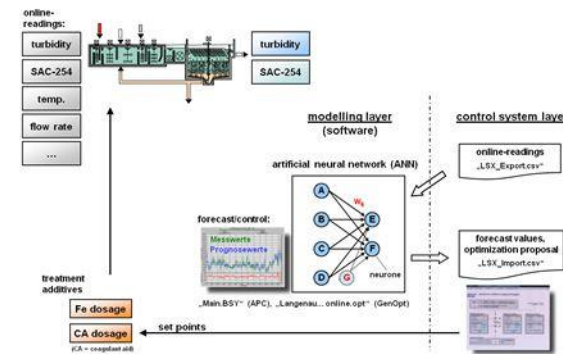 online-
readings:
turbidity
SAC-254
temp.
flow rate
...
turbidity
SAC-254
modelling layer
(software)
control system layer
artificial neural network (ANN)
online-readings
„LSX_Export.csv“
A
B
C
D
E
F
G
neurone
forecast/control:
Messwerte
Prognosewerte
forecast values,
optimization proposal
„LSX_Import.csv“
„Main.BSY“ (APC), „Langenau... online.opt“ (GenOpt)
treatment
additives
Fe dosage
CA dosage
(CA = coagulant aid)
set points